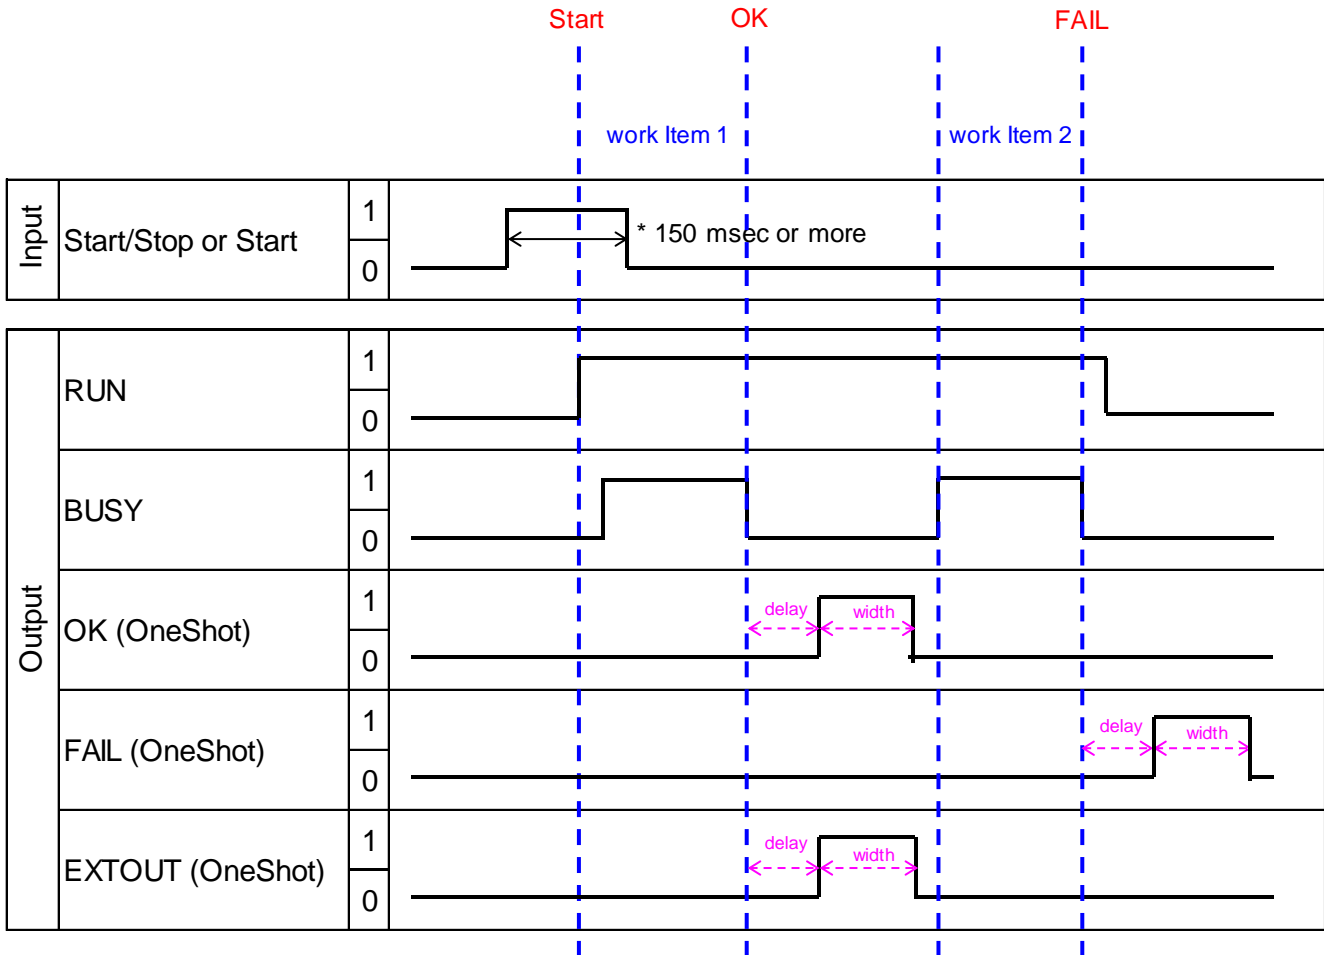 Start OK FAIL
work Item 1 work Item 2
Input
Start/Stop or Start
1
0
* 150 msec or more
Output
RUN
1
0
BUSY
1
0
OK (OneShot)
1
0
delay width
FAIL (OneShot)
1
0
delay width
EXTOUT (OneShot)
1
0
delay width